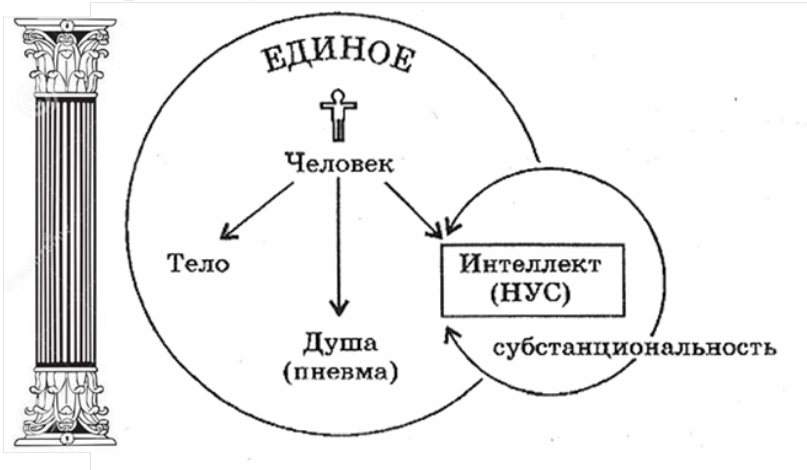 ЕДИНОЕ
Человек
Тело
Интеллект
(НУС)
Душа
(пневма)
субстанциональность